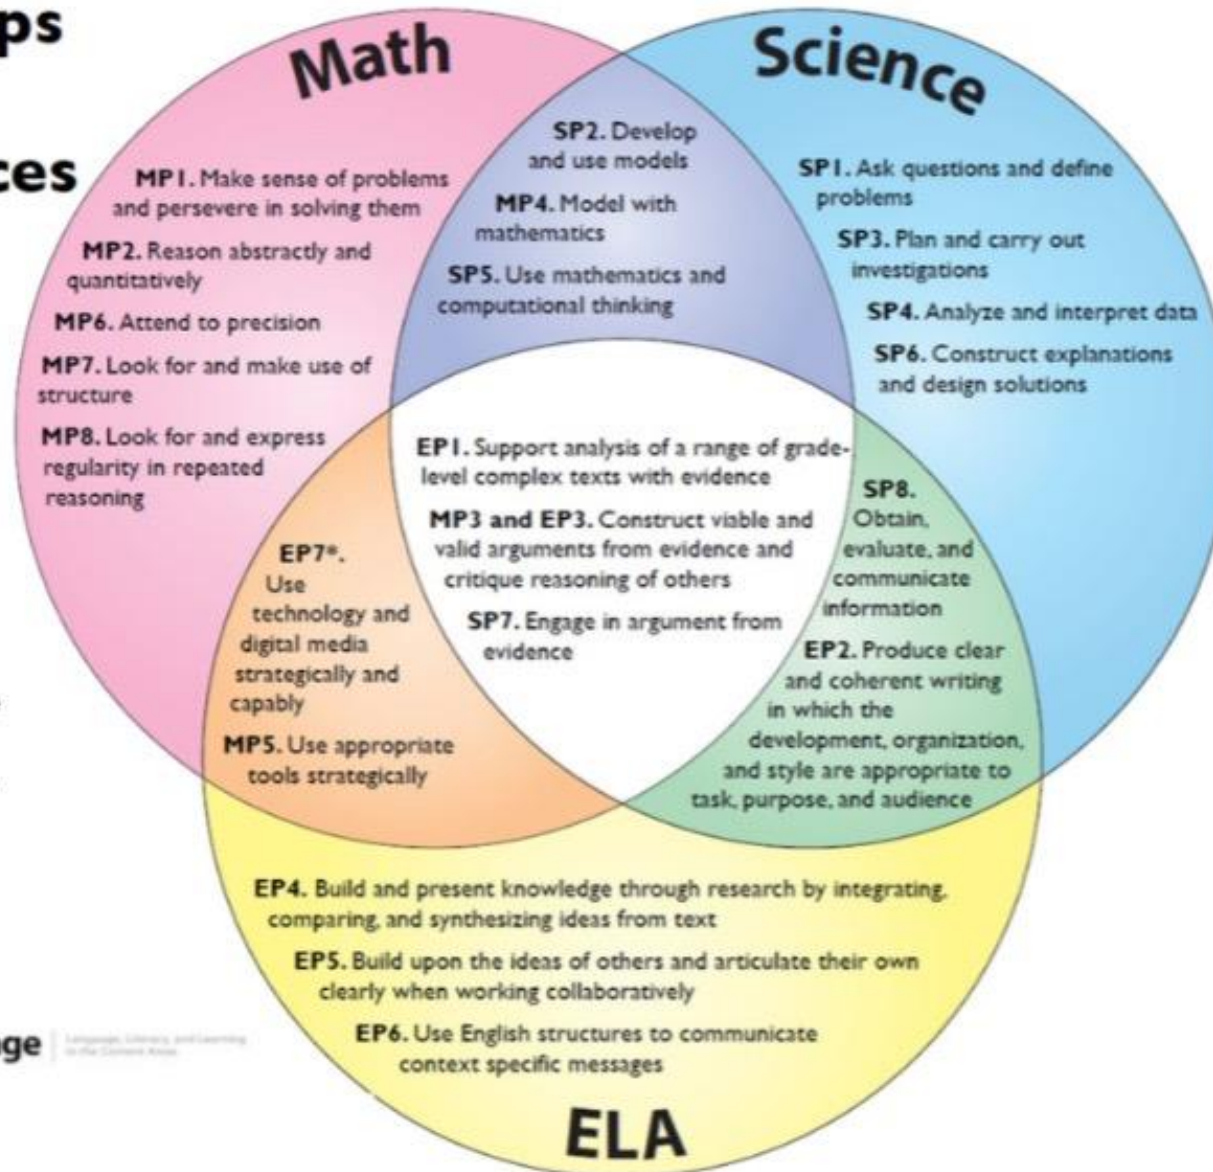 ps
ces
Math
Science
MP1. Make sense of problems
and persevere in solving them
MP2. Reason abstractly and
quantitatively
MP6. Attend to precision
MP7. Look for and make use of
structure
MP8. Look for and express
regularity in repeated
reasoning
SP2. Develop
and use models
MP4. Model with
mathematics
SP5. Use mathematics and
computational thinking
SP1. Ask questions and define
problems
SP3. Plan and carry out
investigations
SP4. Analyze and interpret data
SP6. Construct explanations
and design solutions
EP1. Support analysis of a range of grade-
level complex texts with evidence
MP3 and EP3. Construct viable and
valid arguments from evidence and
critique reasoning of others
SP7. Engage in argument from
evidence
EP7*.
Use
technology and
digital media
strategically and
capably
MP5. Use appropriate
tools strategically
SP8.
Obtain,
evaluate, and
communicate
information
EP2. Produce clear
and coherent writing
in which the
development, organization,
and style are appropriate to
task, purpose, and audience
EP4. Build and present knowledge through research by integrating,
comparing, and synthesizing ideas from text
EP5. Build upon the ideas of others and articulate their own
clearly when working collaboratively
EP6. Use English structures to communicate
context specific messages
ELA
ge
Language, Literacy, and Learning
in the Content Areas